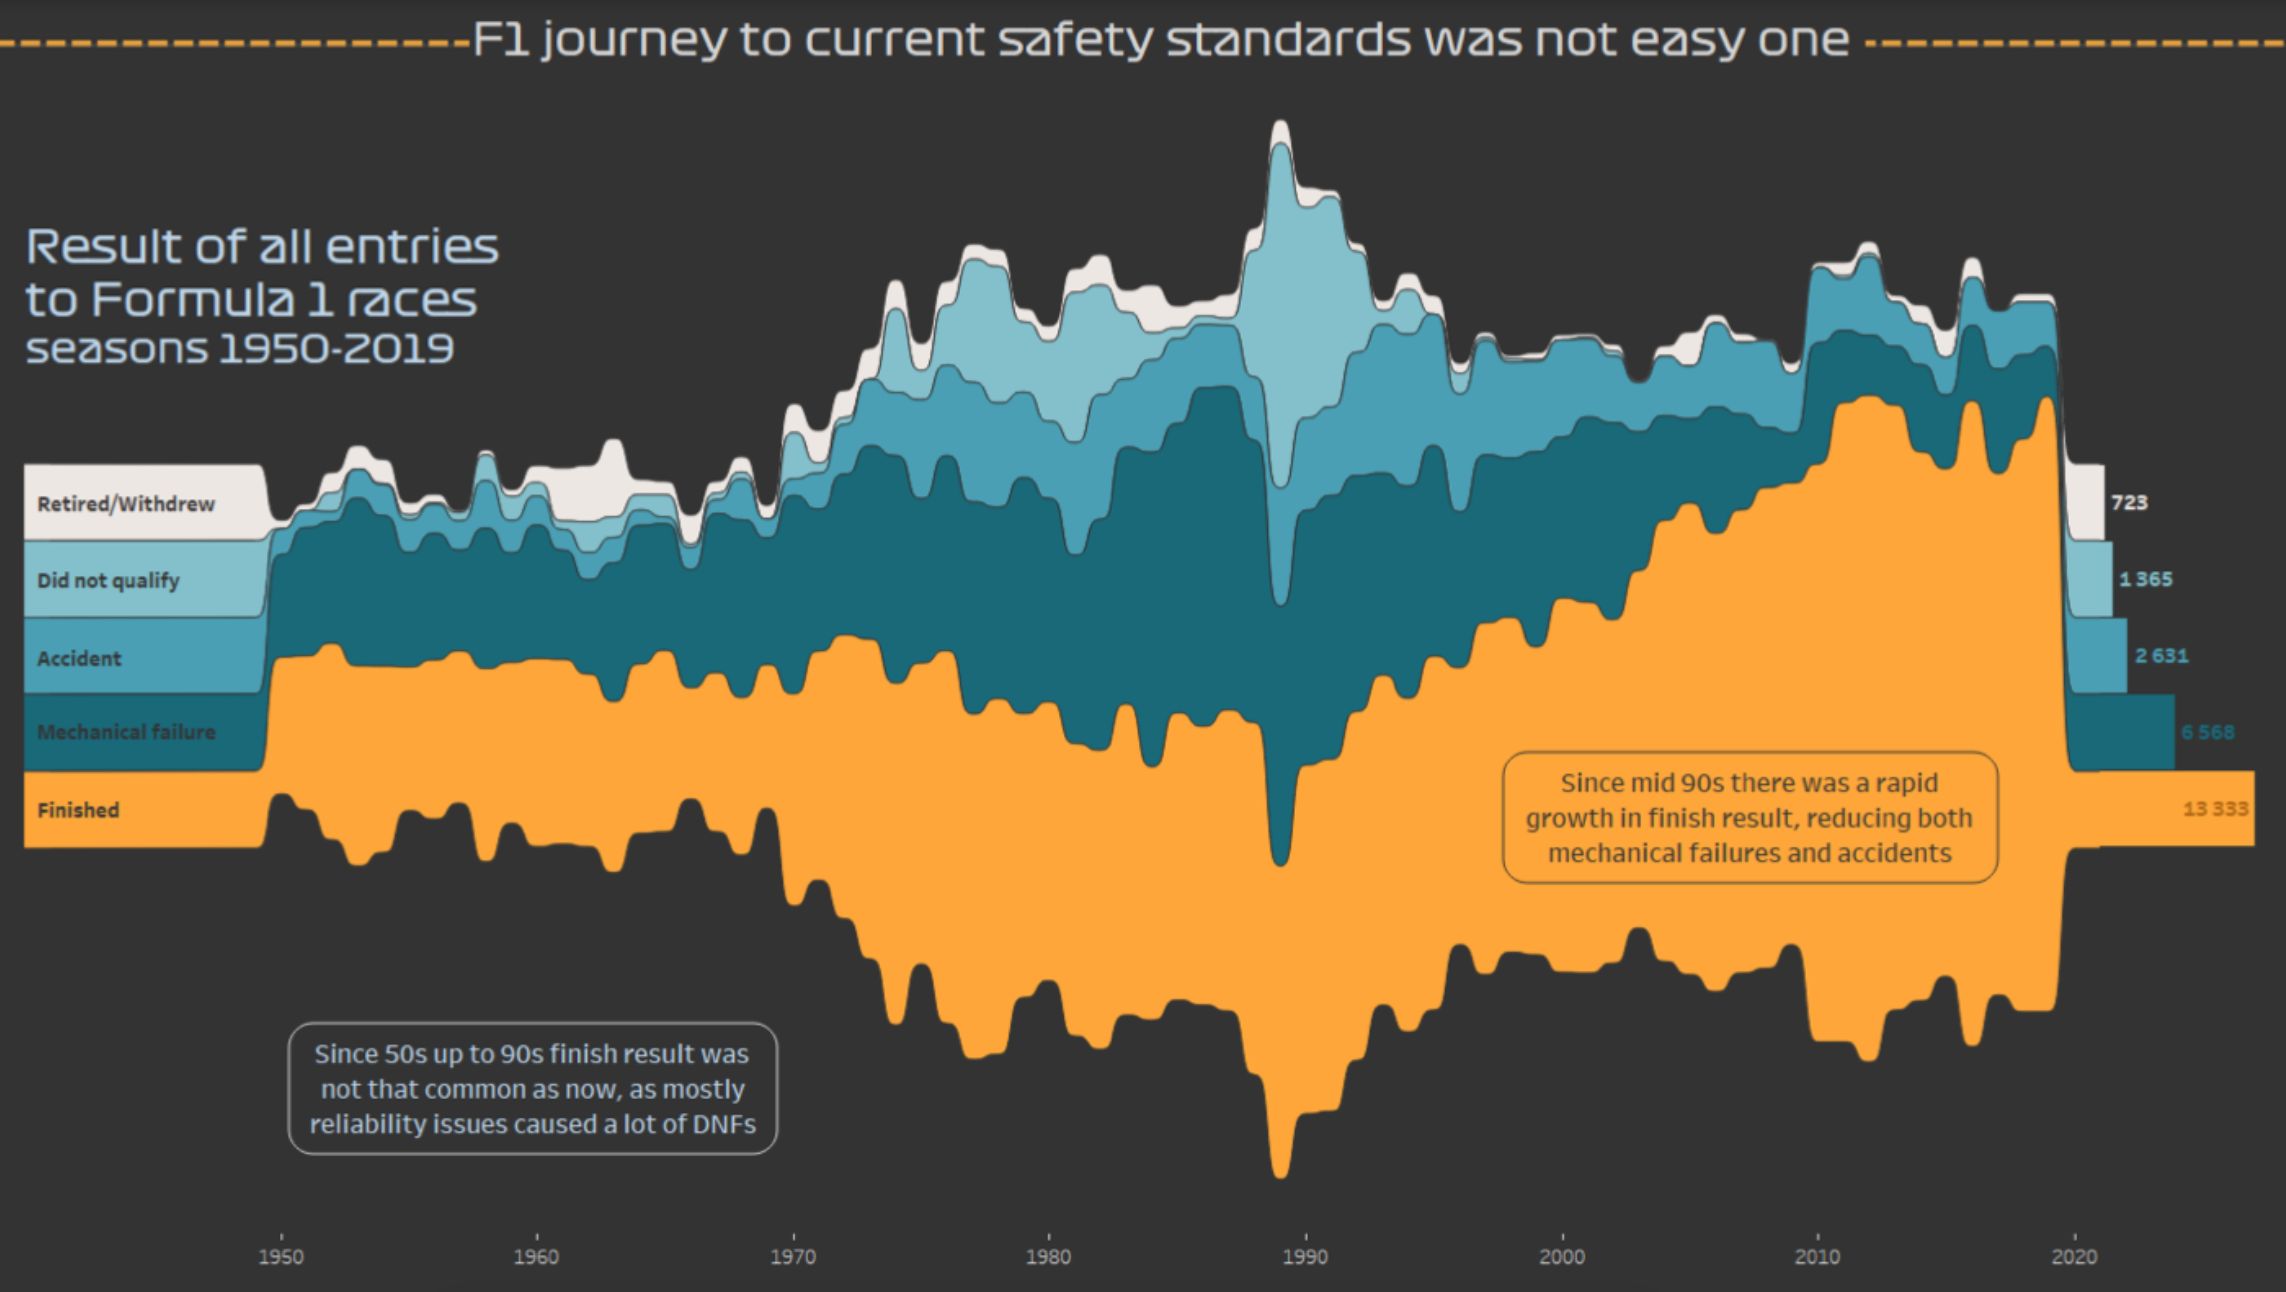 F1 journey to current safety standards was not easy one
Result of all entries
to Formula 1 races
seasons 1950-2019
Retired/Withdrew
Did not qualify
Accident
Mechanical failure
Finished
723
1 365
2 631
6 568
13 333
Since mid 90s there was a rapid
growth in finish result, reducing both
mechanical failures and accidents
Since 50s up to 90s finish result was
not that common as now, as mostly
reliability issues caused a lot of DNFs
1950
1960
1970
1980
1990
2000
2010
2020